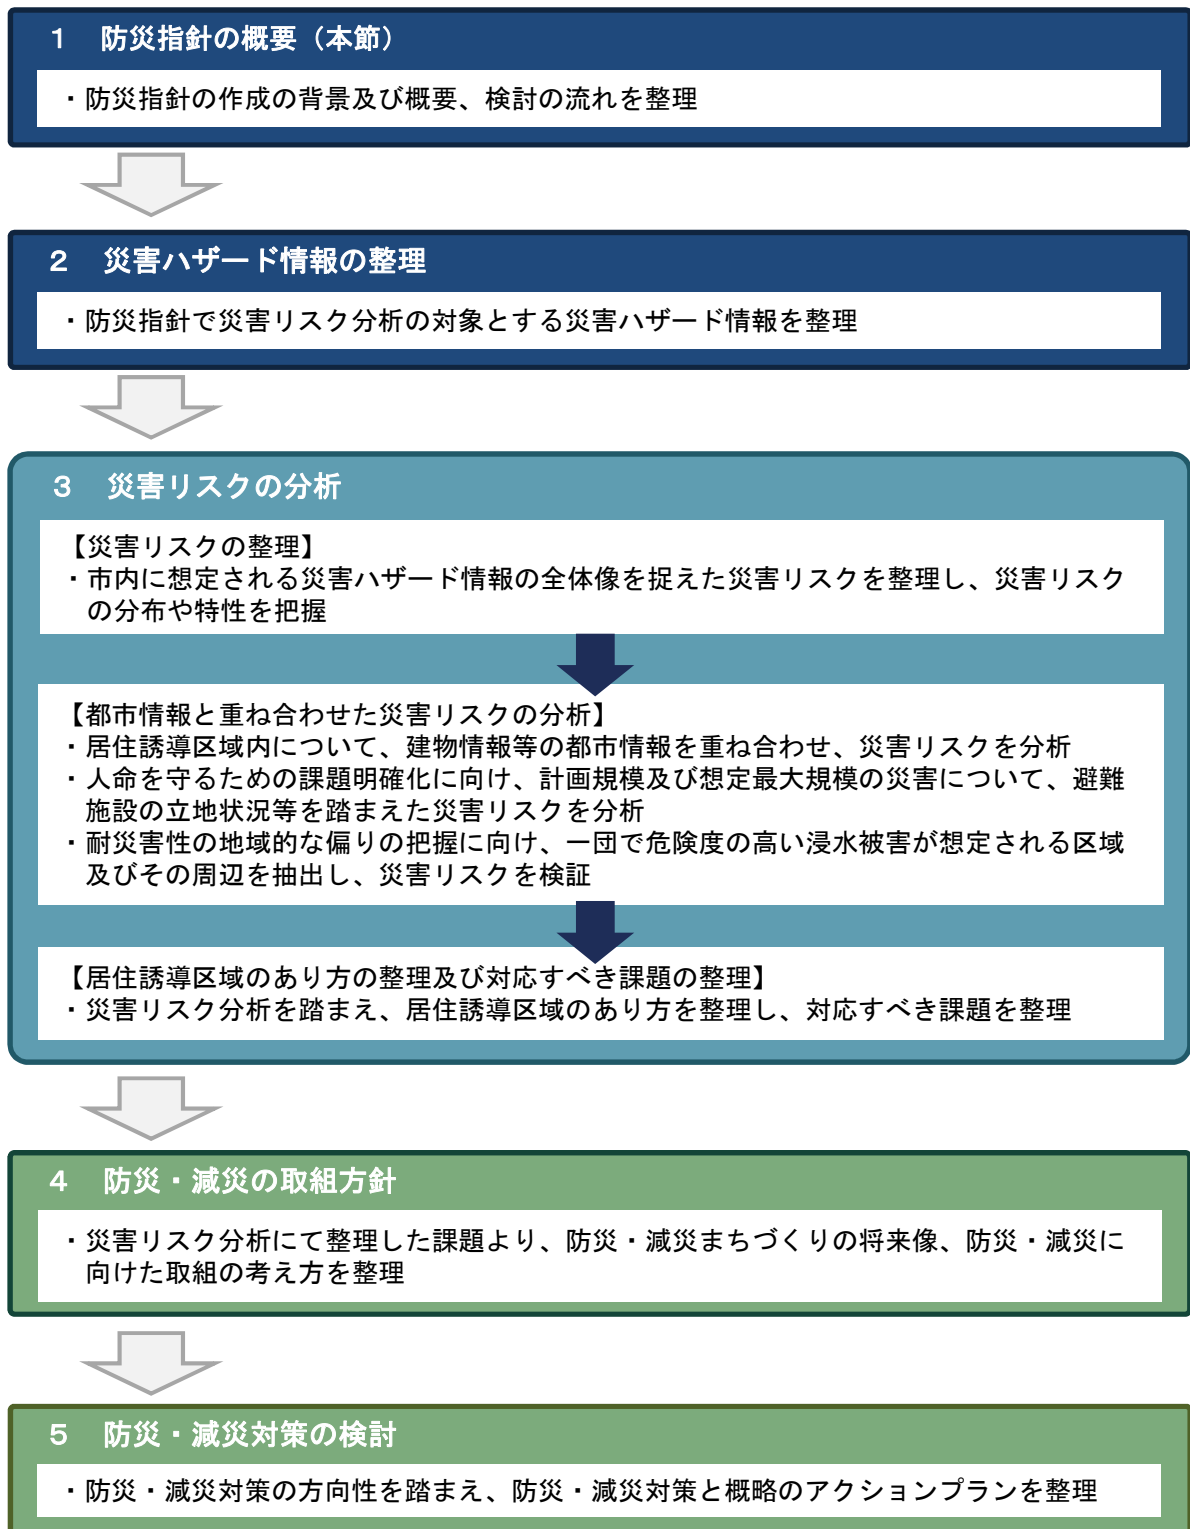 1 防災指針の概要（本節）
・防災指針の作成の背景及び概要、検討の流れを整理
2 災害ハザード情報の整理
・防災指針で災害リスク分析の対象とする災害ハザード情報を整理
3 災害リスクの分析
【災害リスクの整理】
・市内に想定される災害ハザード情報の全体像を捉えた災害リスクを整理し、災害リスク
の分布や特性を把握
【都市情報と重ね合わせた災害リスクの分析】
・居住誘導区域内について、建物情報等の都市情報を重ね合わせ、災害リスクを分析
・人命を守るための課題明確化に向け、計画規模及び想定最大規模の災害について、避難
施設の立地状況等を踏まえた災害リスクを分析
・耐災害性の地域的な偏りの把握に向け、一団で危険度の高い浸水被害が想定される区域
及びその周辺を抽出し、災害リスクを検証
【居住誘導区域のあり方の整理及び対応すべき課題の整理】
・災害リスク分析を踏まえ、居住誘導区域のあり方を整理し、対応すべき課題を整理
4 防災・減災の取組方針
・災害リスク分析にて整理した課題より、防災・減災まちづくりの将来像、防災・減災に
向けた取組の考え方を整理
5 防災・減災対策の検討
・防災・減災対策の方向性を踏まえ、防災・減災対策と概略のアクションプランを整理